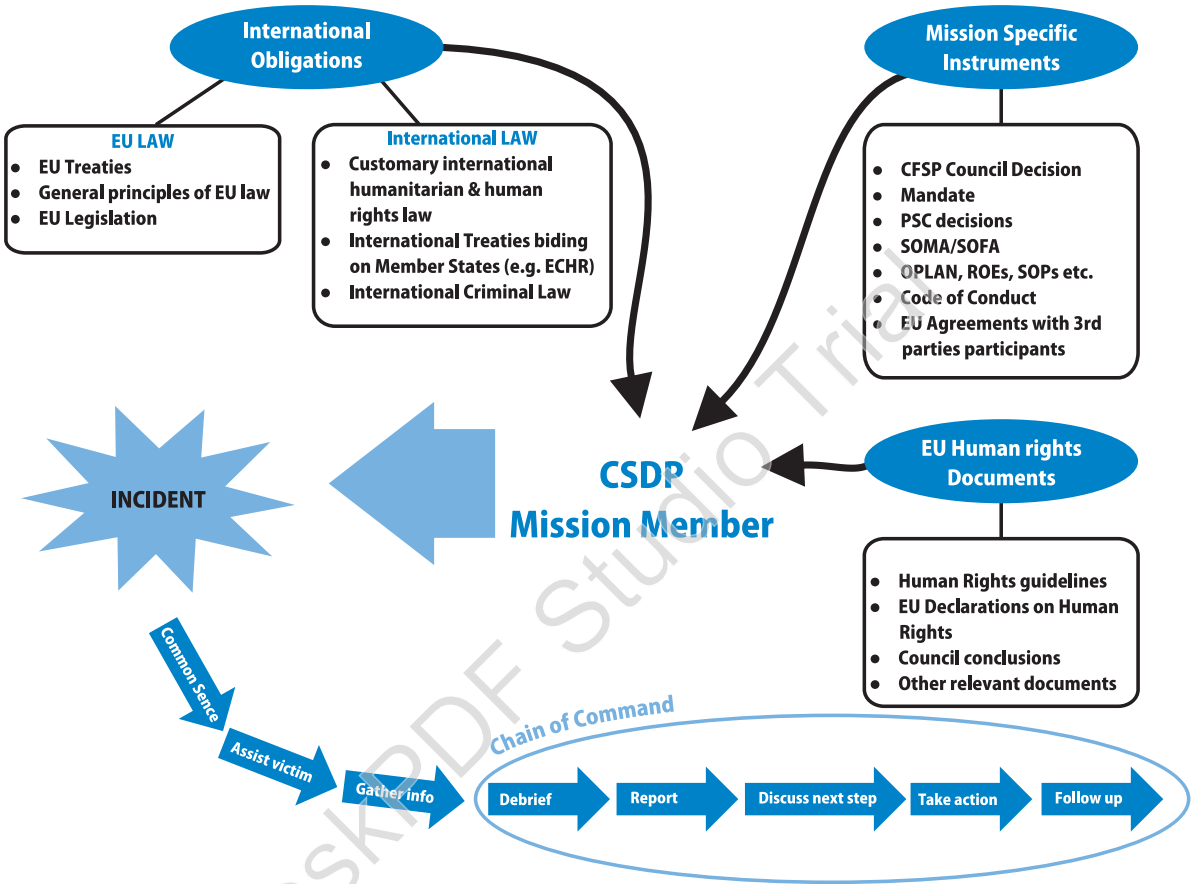 International
Obligations
Mission Specific
Instruments
EU LAW
● EU Treaties
● General principles of EU law
● EU Legislation
International LAW
● Customary international
humanitarian & human
rights law
● International Treaties biding
on Member States (e.g. ECHR)
● International Criminal Law
● CFSP Council Decision
● Mandate
● PSC decisions
● SOMA/SOFA
● OPLAN, ROEs, SOPs etc.
● Code of Conduct
● EU Agreements with 3rd
parties participants
INCIDENT
CSDP
Mission Member
EU Human rights
Documents
● Human Rights guidelines
● EU Declarations on Human
Rights
● Council conclusions
● Other relevant documents
Common Sence
Assist victim
Gather info
Chain of Command
Debrief
Report
Discuss next step
Take action
Follow up
skPDF Studio Trial